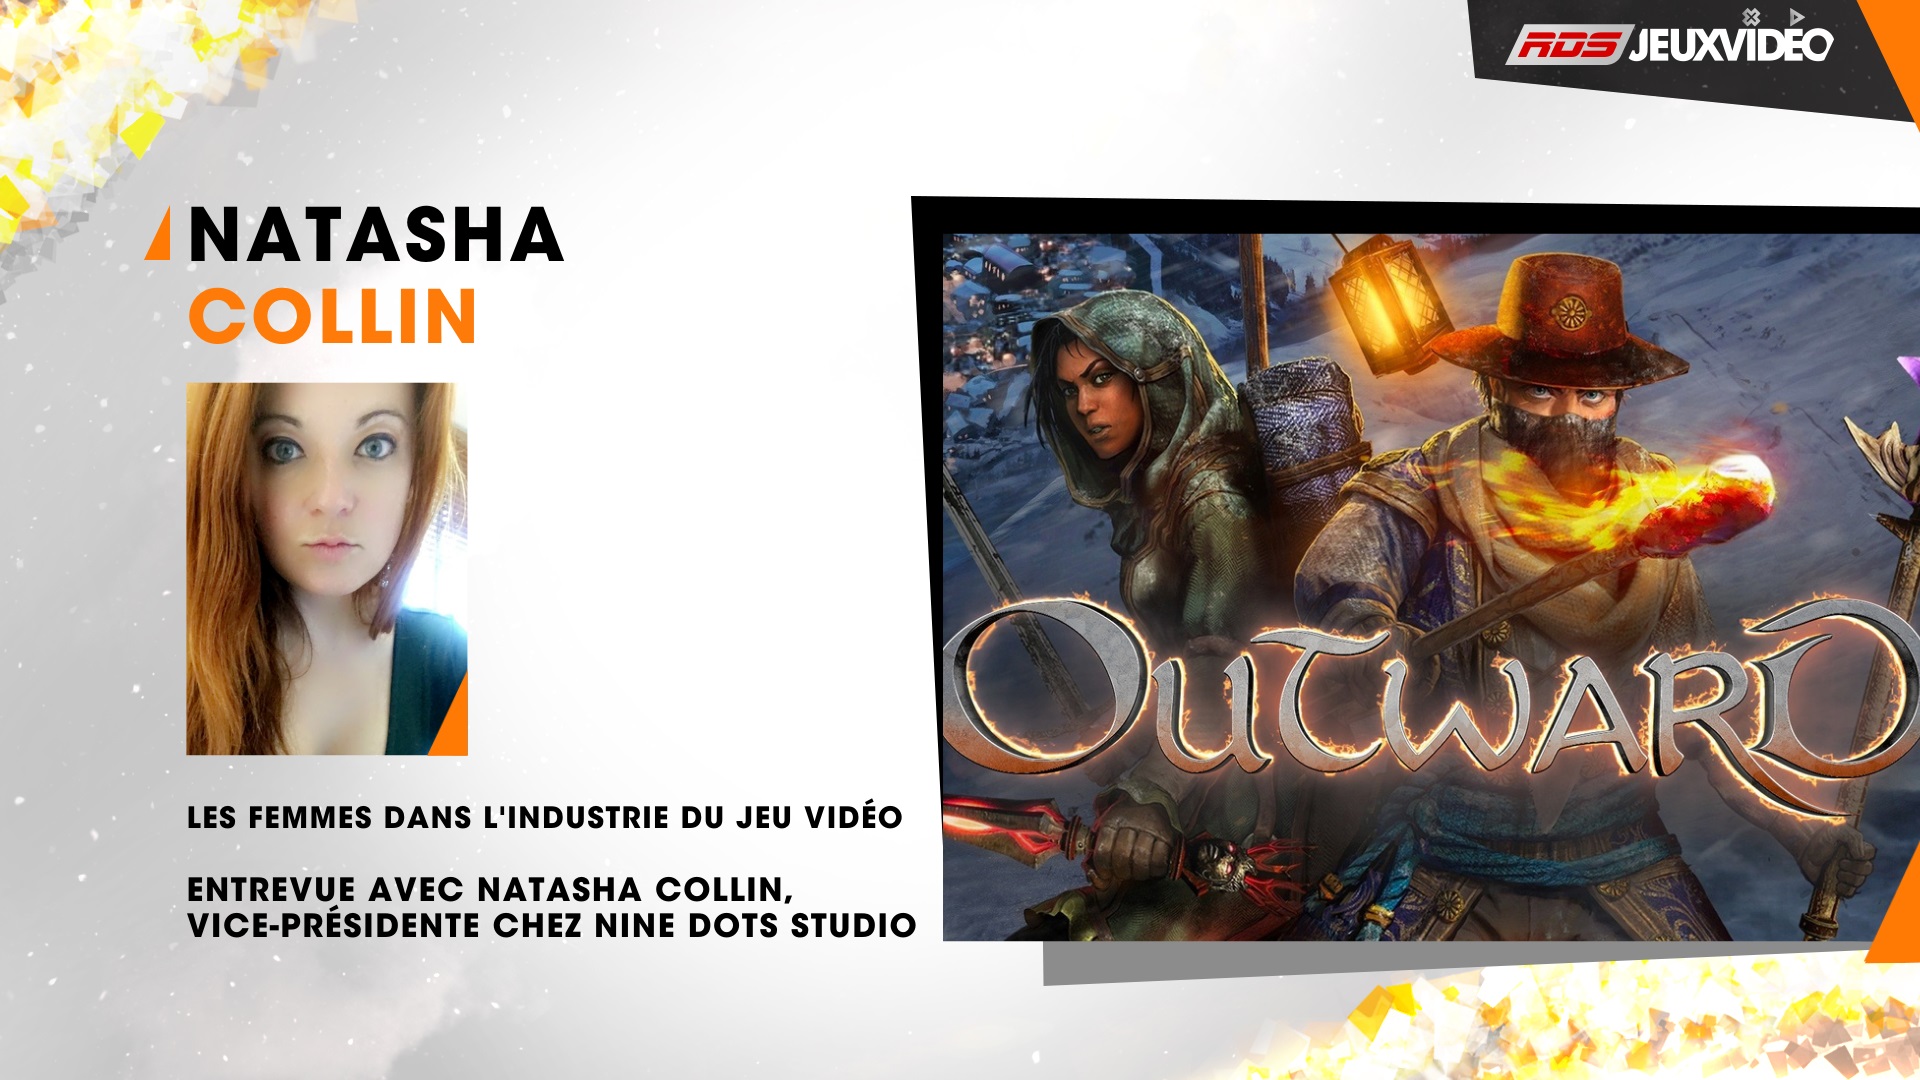 RDS JEUXVIDÉO
NATASHA
COLLIN
LES FEMMES DANS L'INDUSTRIE DU JEU VIDÉO
ENTREVUE AVEC NATASHA COLLIN,
VICE-PRÉSIDENTE CHEZ NINE DOTS STUDIO
OUTWARD